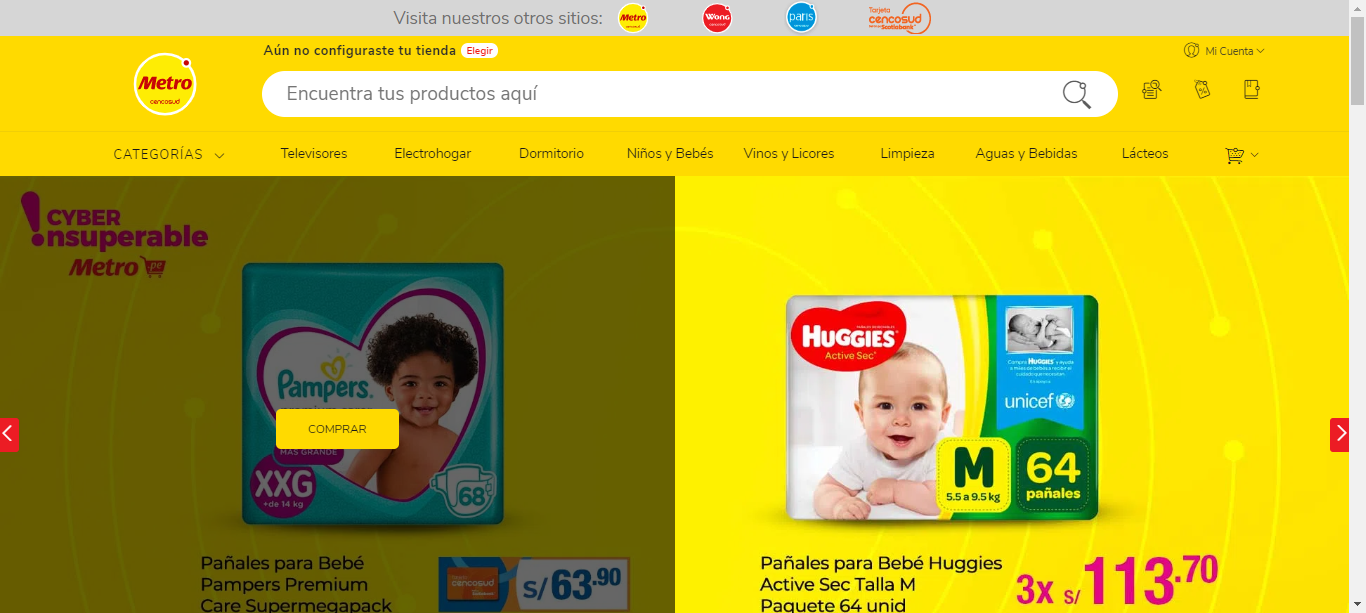 Visita nuestros otros sitios:
Metro
cencosud
Wong
cencosud
paris
Tarjeta
cencosud
Scotiabank
Aún no configuraste tu tienda Elegir
Mi Cuenta
Metro
cencosud
Encuentra tus productos aquí
CATEGORÍAS
Televisores
Electrohogar
Dormitorio
Niños y Bebés
Vinos y Licores
Limpieza
Aguas y Bebidas
Lácteos
CYBER
!nsuperable
Metro pe
Pampers
COMPRAR
MÁS GRANDE
XXG
+de 14 kg
68
Pañales para Bebé
Pampers Premium
Care Supermegapack
cencosud
S/ 63.90
HUGGIES
Active Sec
unicef
M
5.5 a 9.5 kg
64
pañales
Pañales para Bebé Huggies
Active Sec Talla M
Paquete 64 unid
3x S/ 113.70